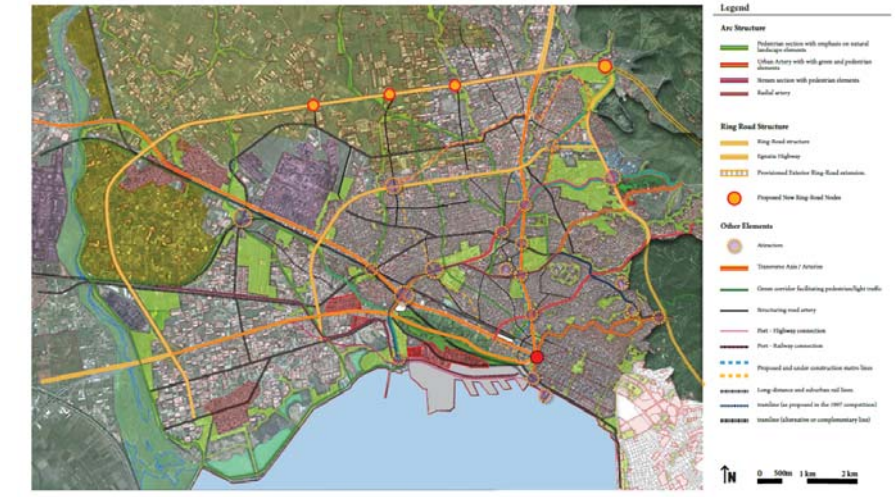 Legend
Arc Structure
Pedestrian section with emphasis on natural
landscape elements
Urban Artery with with green and pedestrian
elements
Stream section with pedestrian elements
Radial artery
Ring Road Structure
Ring-Road structure
Egnatia Highway
Provisioned Exterior Ring-Road extension
Proposed New Ring-Road Nodes
Other Elements
Attractors
Transverse Axis / Arteries
Green corridor facilitating pedestrian/light traffic
Structuring road artery
Port - Highway connection
Port - Railway connection
Proposed and under construction metro lines
Long-distance and suburban rail lines
tramline (as proposed in the 1997 competition)
tramline (alternative or complementary line)
N
0 500m 1 km 2 km